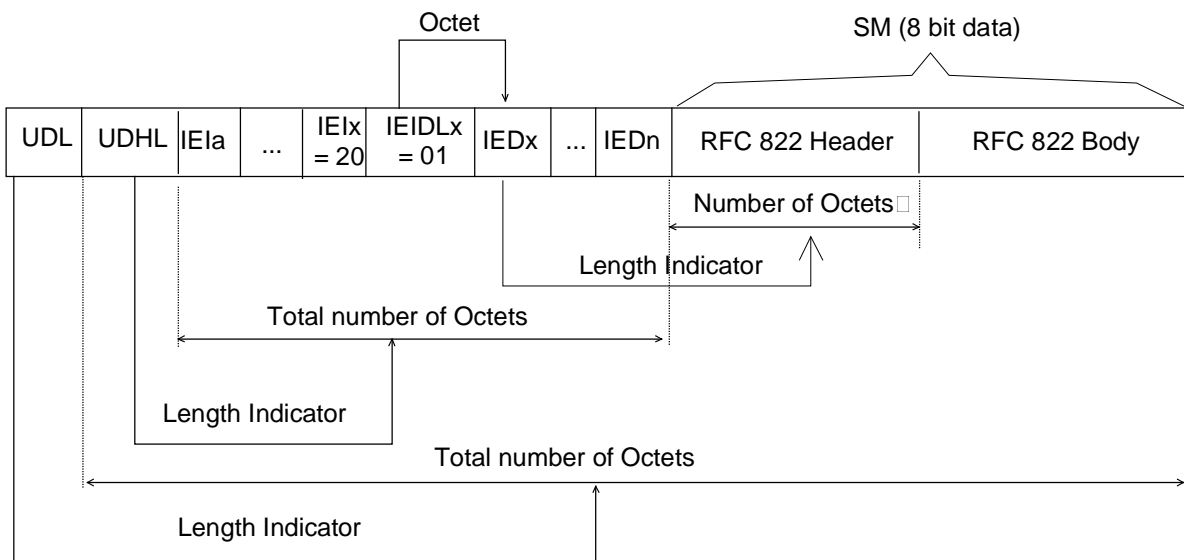 Octet
SM (8 bit data)
UDL
UDHL
IEIa
...
IEIx
= 20
IEIDLx
= 01
IEDx
...
IEDn
RFC 822 Header
RFC 822 Body
Number of Octets
Length Indicator
Total number of Octets
Length Indicator
Total number of Octets
Length Indicator